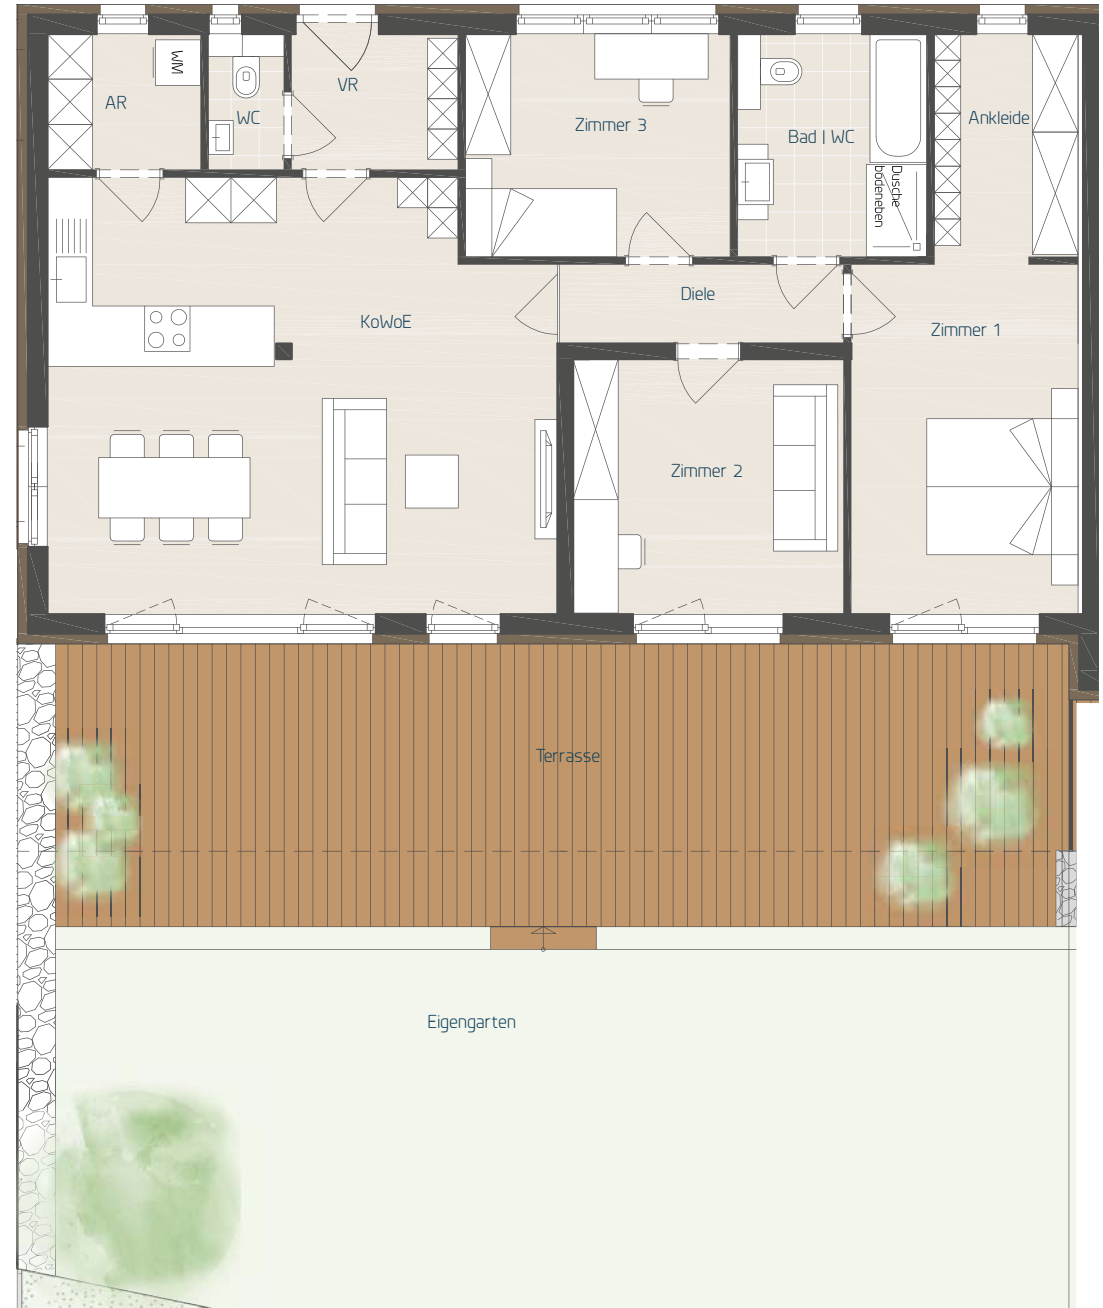 WM
AR
WC
VR
Zimmer 3
Bad | WC
Ankleide
Dusche
bodeneben
Diele
KoWoE
Zimmer 1
Zimmer 2
Terrasse
Eigengarten